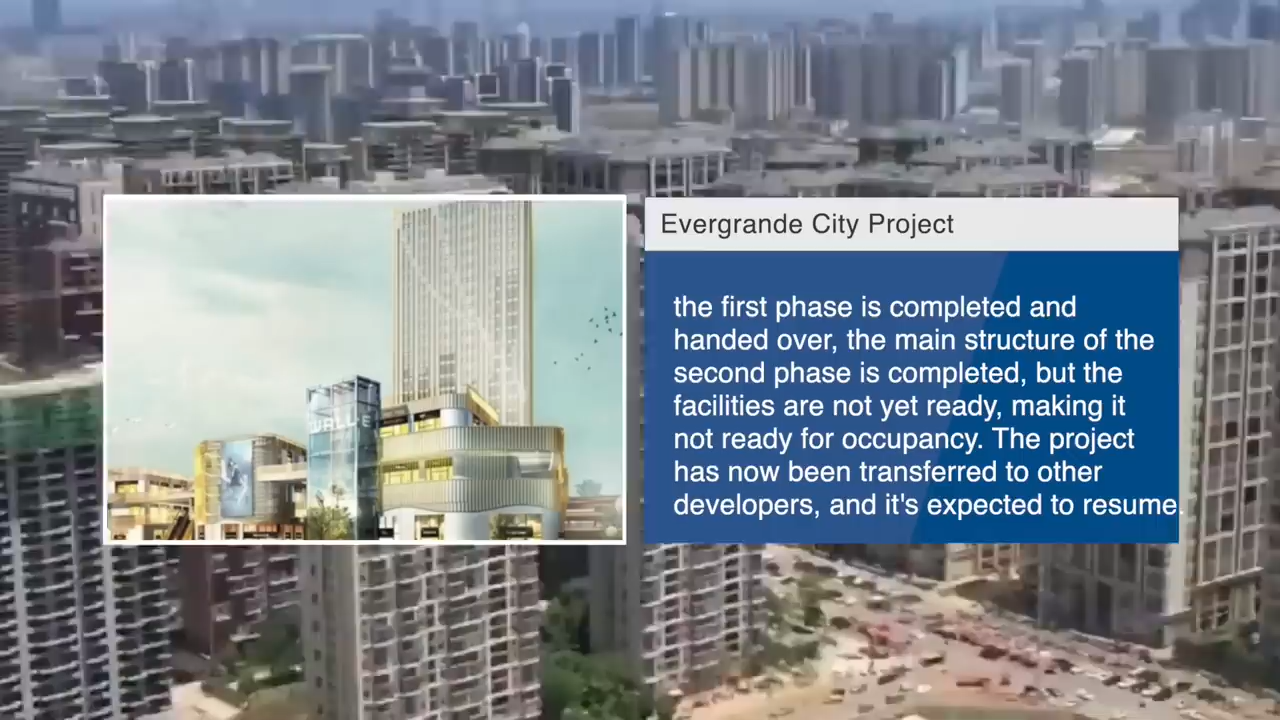 Evergrande City Project
the first phase is completed and
handed over, the main structure of the
second phase is completed, but the
facilities are not yet ready, making it
not ready for occupancy. The project
has now been transferred to other
developers, and it's expected to resume.